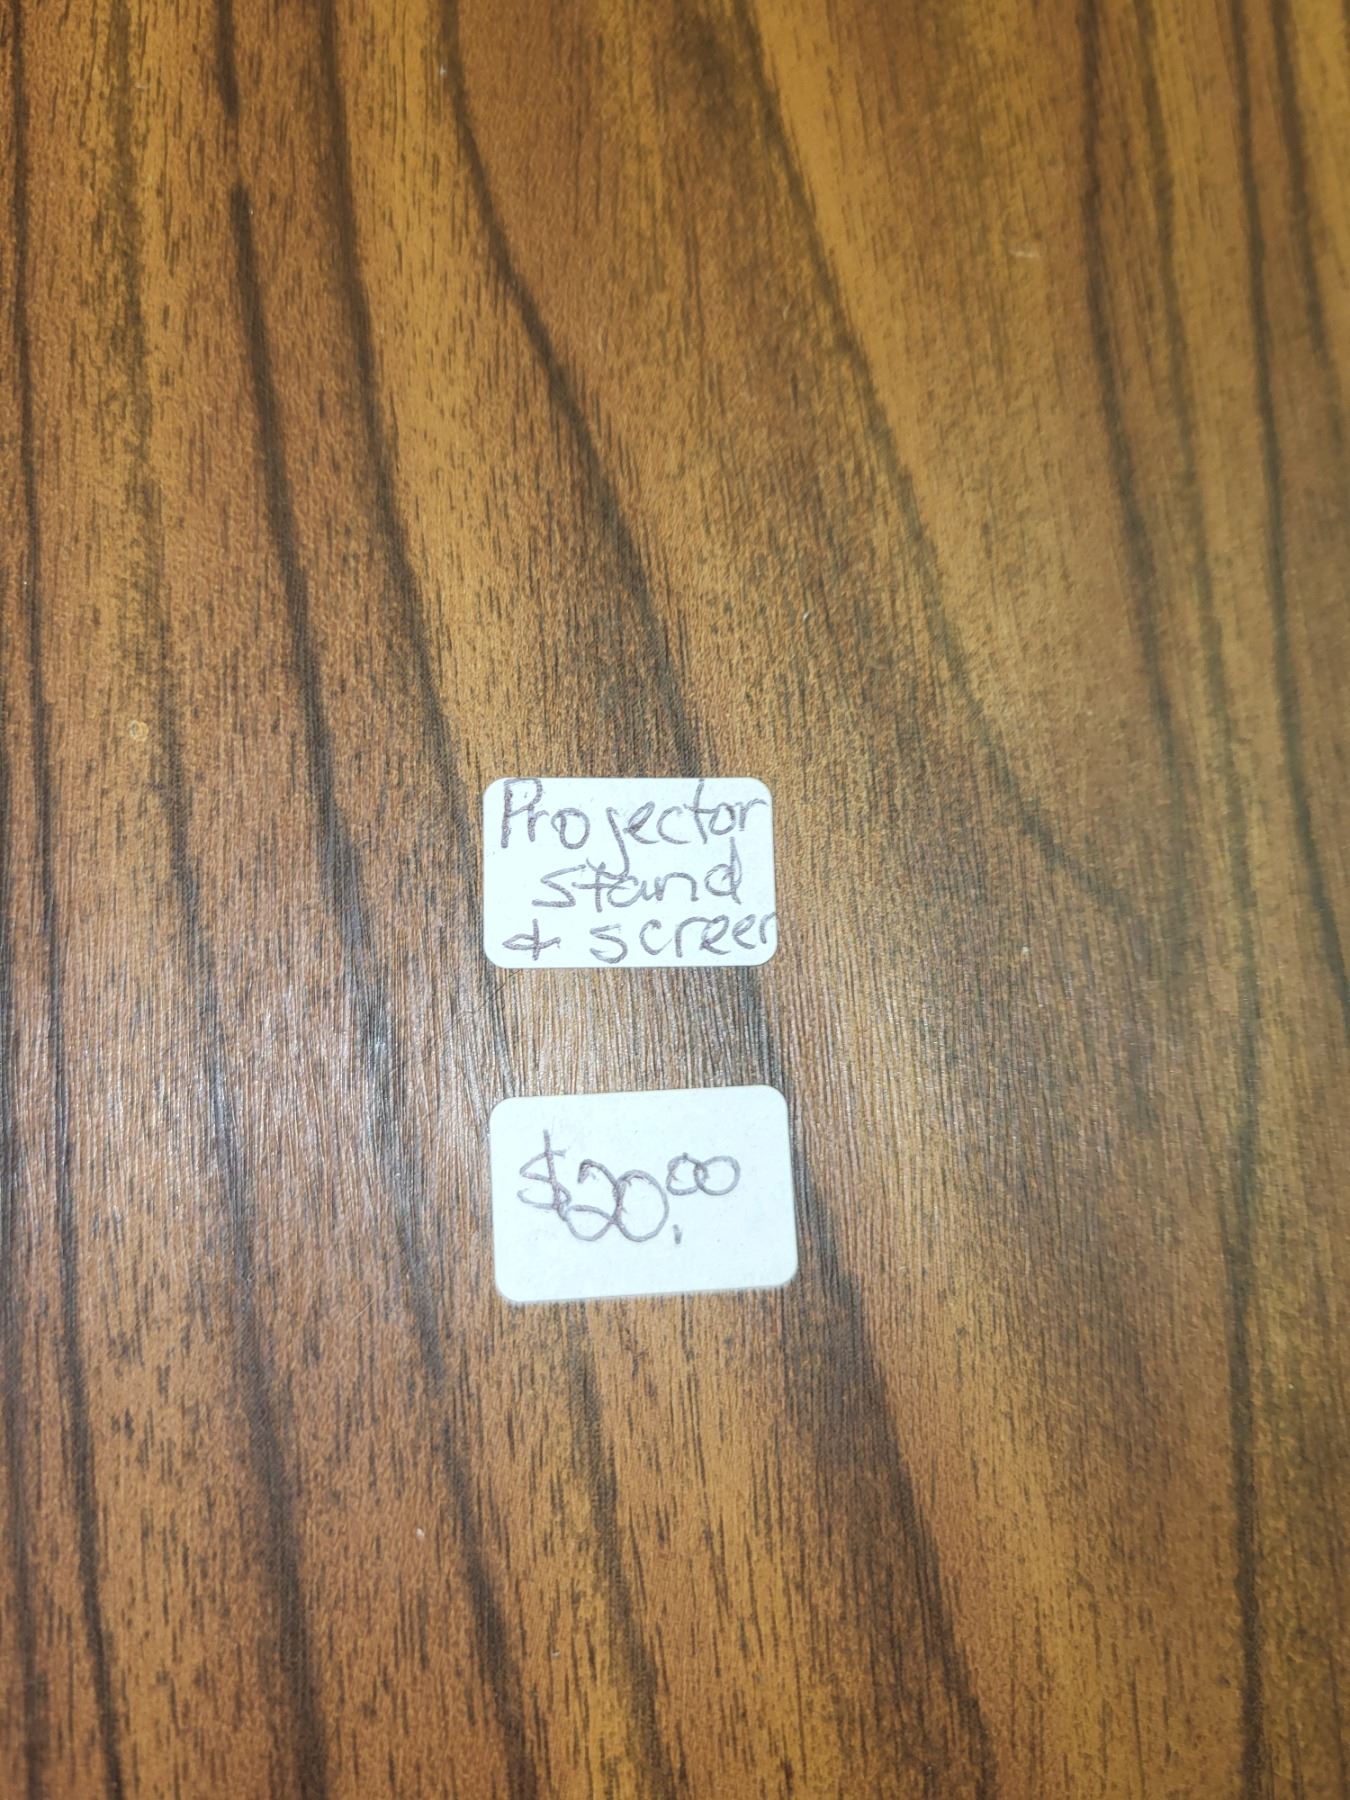 Projector
stand
& screen
$20.00